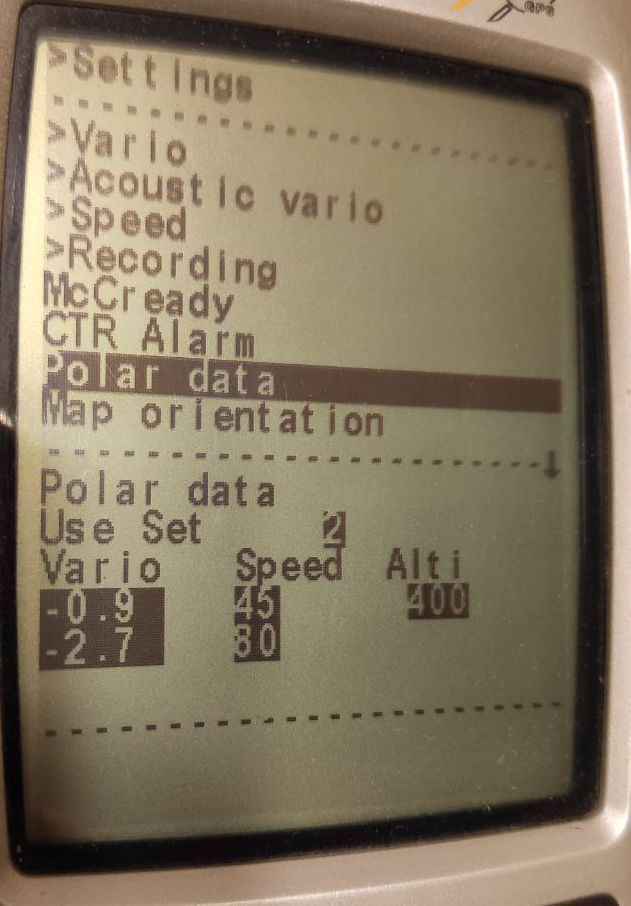 GPS
>Settings
>Vario
>Acoustic vario
>Speed
>Recording
McCready
CTR Alarm
Polar data
Map orientation
Polar data
Use Set 2
Vario Speed Alti
-0.9 45 400
-2.7 80